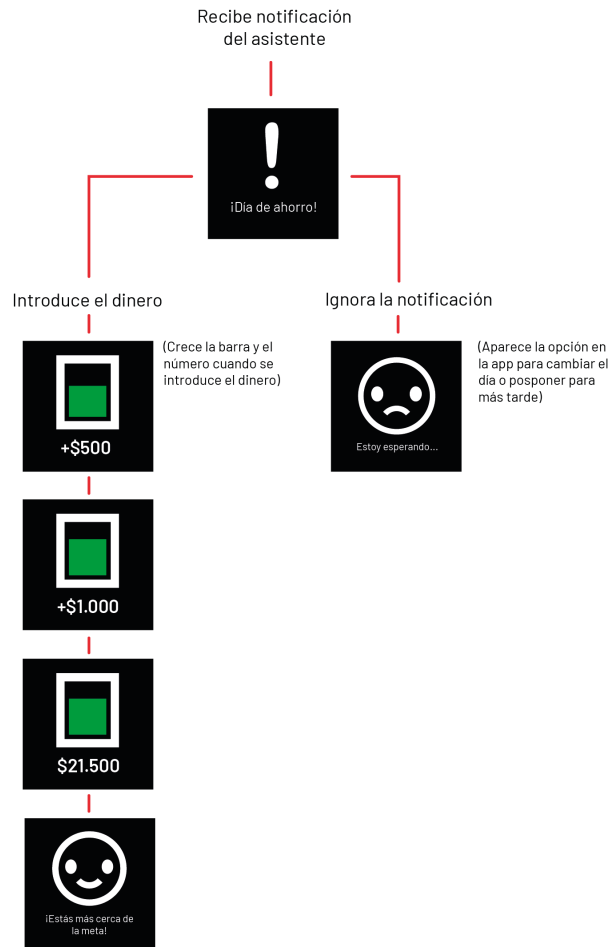 Recibe notificación
del asistente
¡Día de ahorro!
Introduce el dinero
(Crece la barra y el
número cuando se
introduce el dinero)
+$500
+$1.000
$21.500
¡Estás más cerca de
la meta!
Ignora la notificación
(Aparece la opción en
la app para cambiar el
día o posponer para
más tarde)
Estoy esperando...